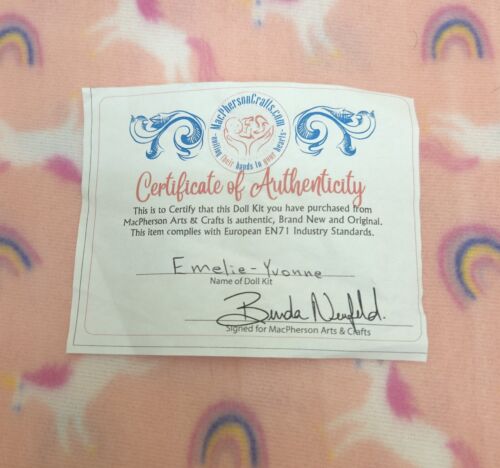 MacPhersonCrafts.com
~uniting their hands to your hearts~
Certificate of Authenticity
This is to Certify that this Doll Kit you have purchased from
MacPherson Arts & Crafts is authentic, Brand New and Original.
This item complies with European EN71 Industry Standards.
Emelie-Yvonne
Name of Doll Kit
Brenda Neufeld.
Signed for MacPherson Arts & Crafts